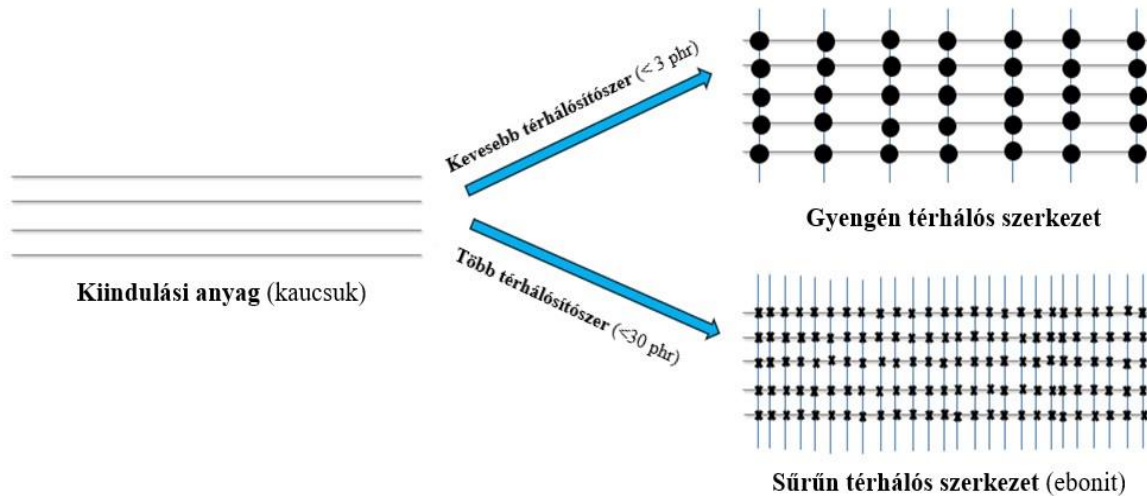 Kiindulási anyag (kaucsuk)
Kevesebb térhálósítószer (< 3 phr)
Gyengén térhálós szerkezet
Több térhálósítószer (<30 phr)
Sűrűn térhálós szerkezet (ebonit)